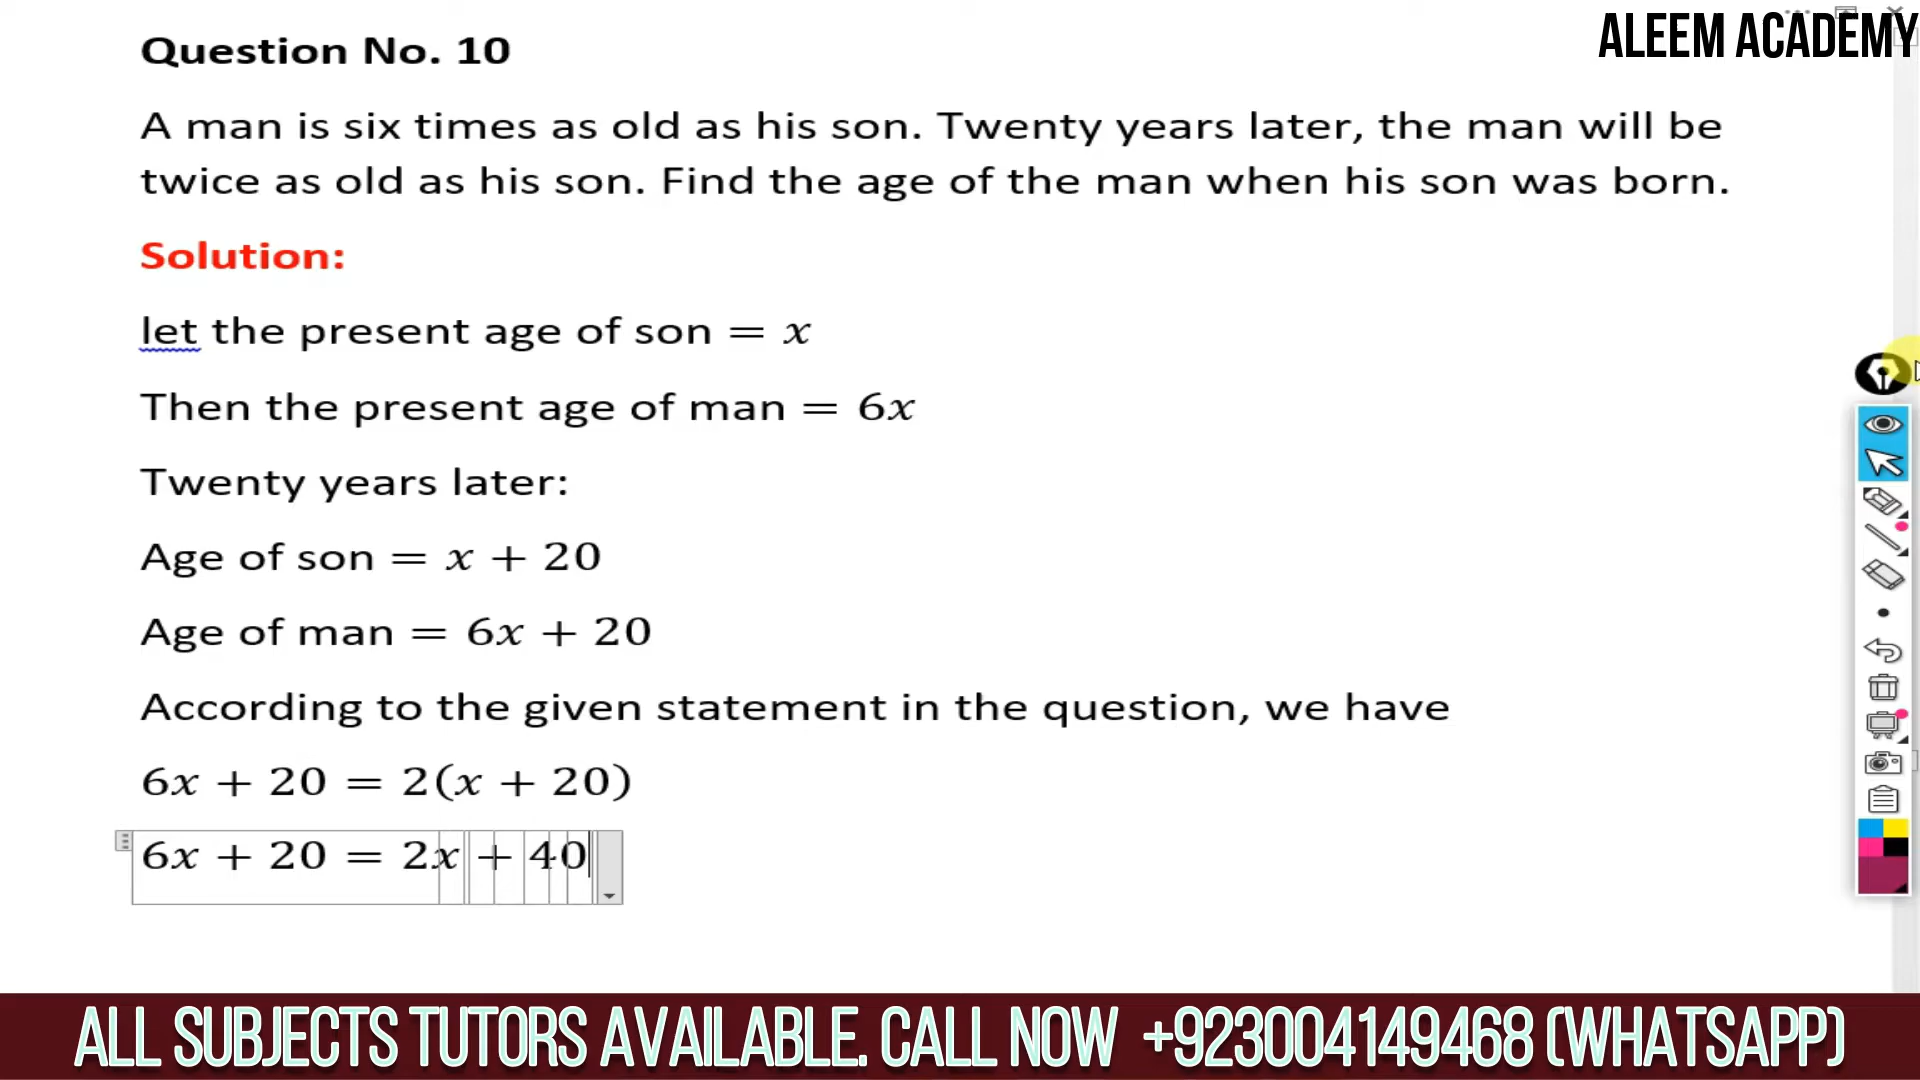 ALEEM ACADEMY
Question No. 10
A man is six times as old as his son. Twenty years later, the man will be
twice as old as his son. Find the age of the man when his son was born.
Solution:
let the present age of son = x
Then the present age of man = 6x
Twenty years later:
Age of son = x + 20
Age of man = 6x + 20
According to the given statement in the question, we have
6x + 20 = 2(x + 20)
6x + 20 = 2x + 40
ALL SUBJECTS TUTORS AVAILABLE. CALL NOW +923004149468 (WHATSAPP)